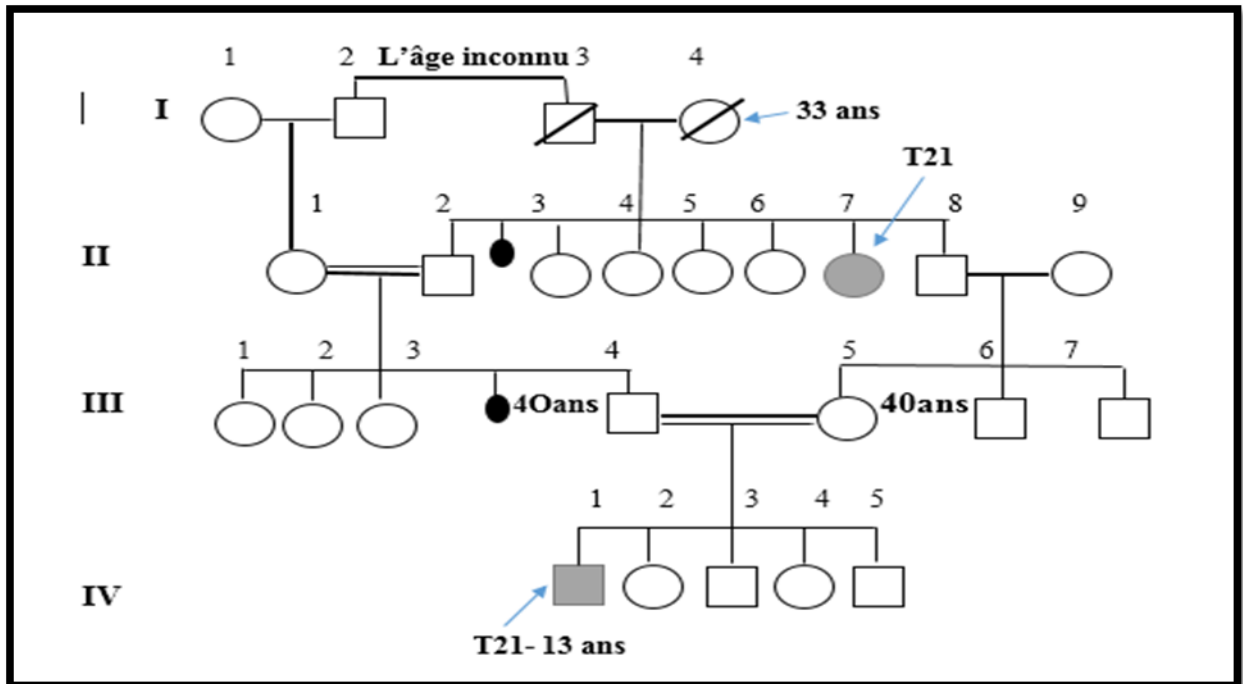 1 2 L’âge inconnu 3 4
I
33 ans
T21
1 2 3 4 5 6 7 8 9
II
1 2 3 4 5 6 7
III
4Oans
40ans
1 2 3 4 5
IV
T21- 13 ans